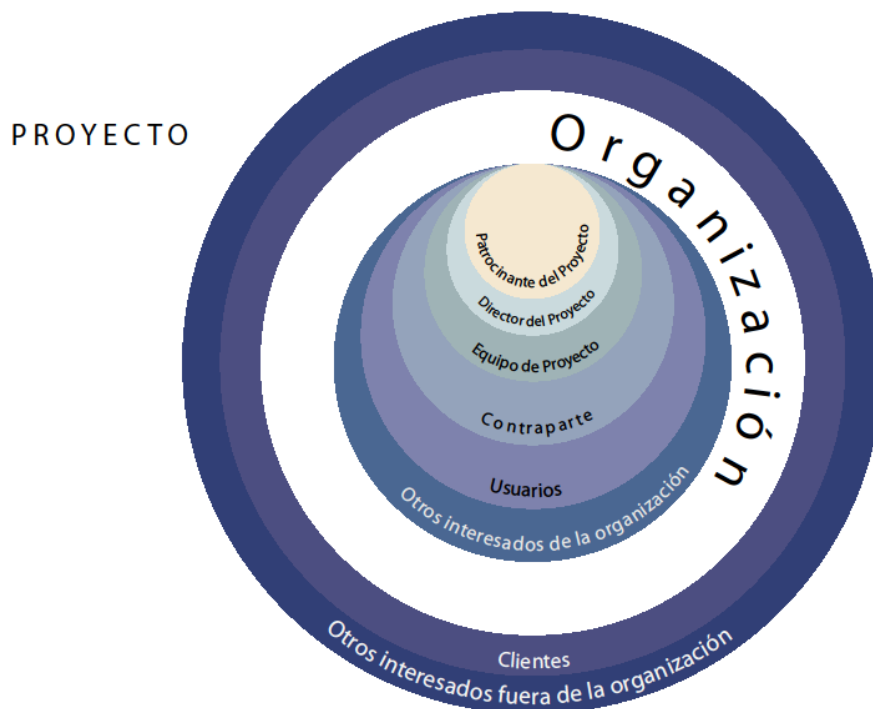 PROYECTO
Organización
Patrocinante del Proyecto
Director del Proyecto
Equipo de Proyecto
Contraparte
Usuarios
Otros interesados de la organización
Clientes
Otros interesados fuera de la organización